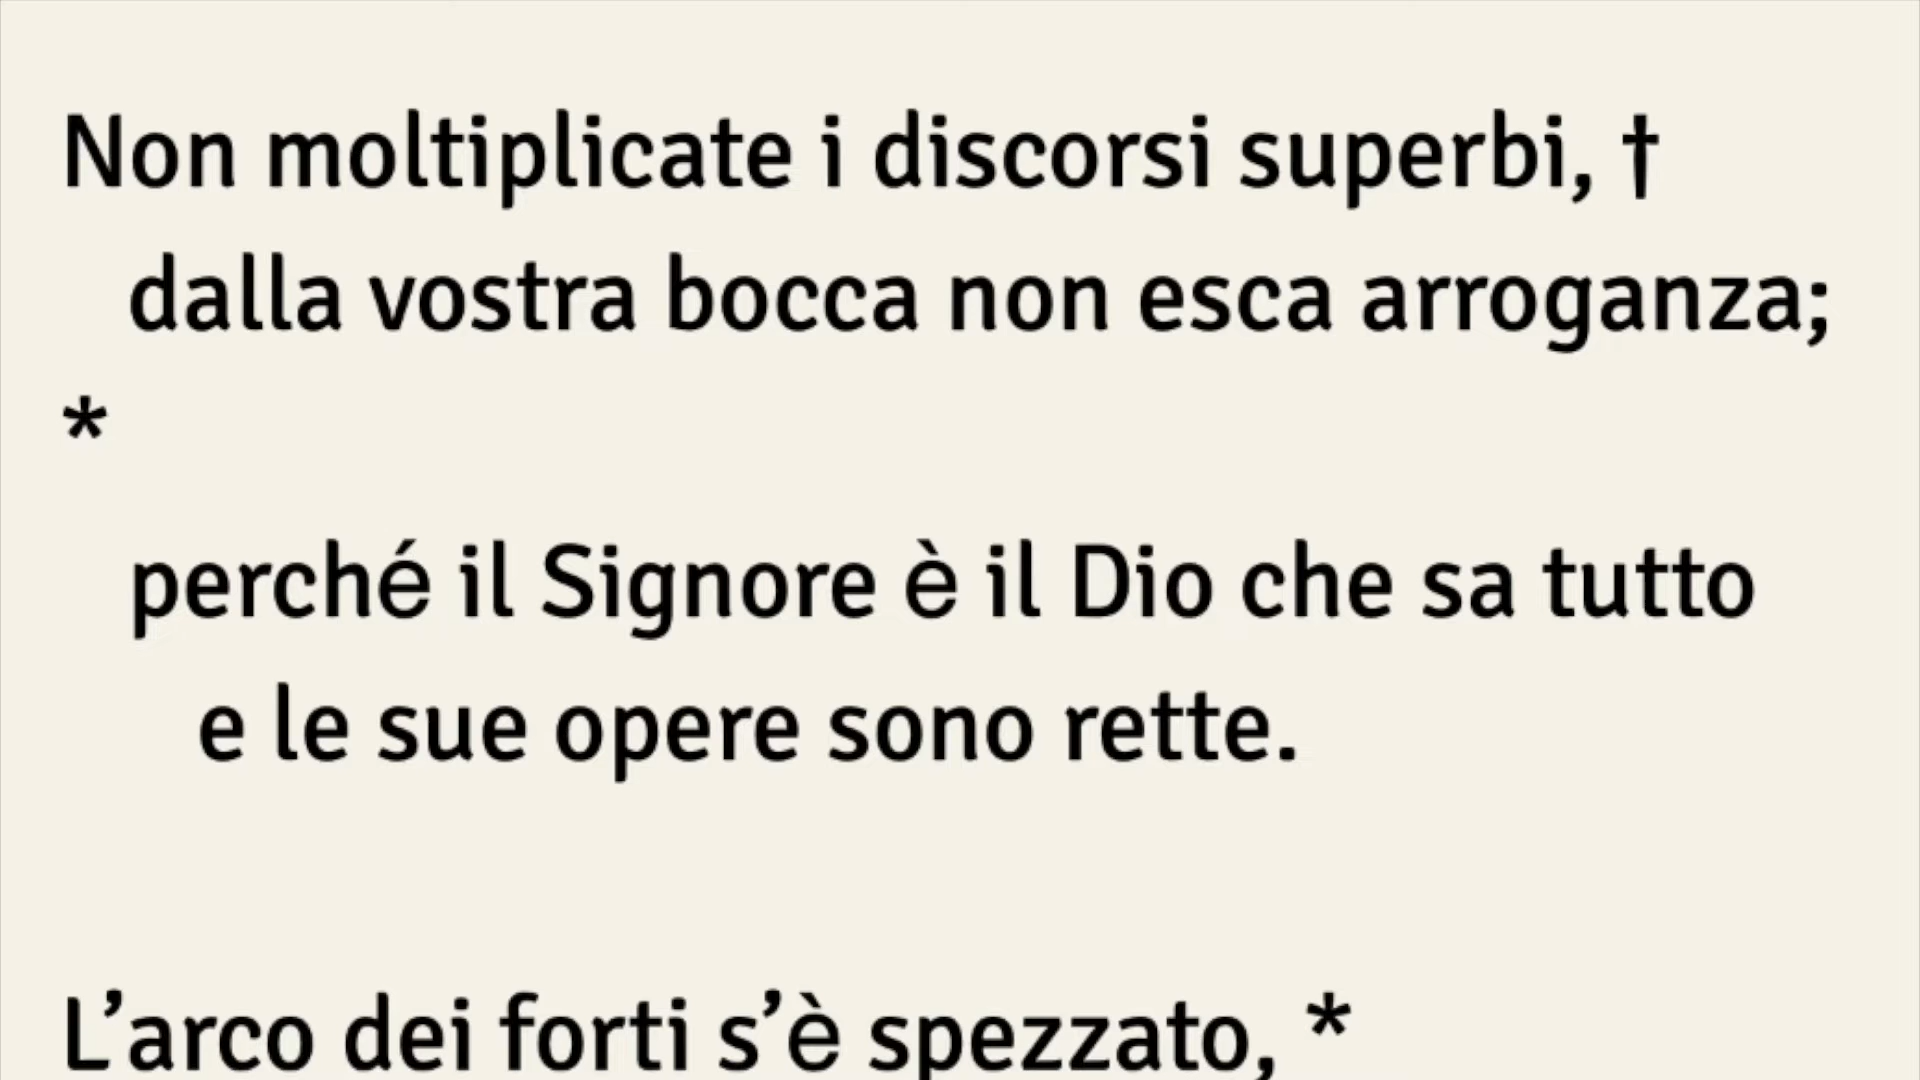 Non moltiplicate i discorsi superbi, †
dalla vostra bocca non esca arroganza;
*
perché il Signore è il Dio che sa tutto
e le sue opere sono rette.
L’arco dei forti s’è spezzato, *